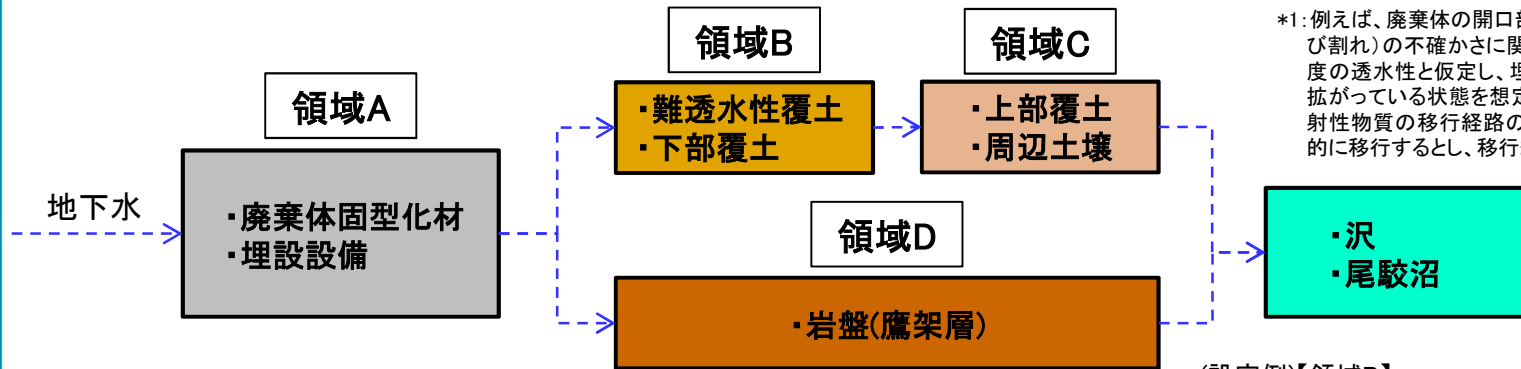 領域A
地下水
・廃棄体固型化材
・埋設設備
領域B
・難透水性覆土
・下部覆土
領域C
・上部覆土
・周辺土壌
領域D
・岩盤(鷹架層)
・沢
・尾駮沼
*1:例えば、廃棄体の開口部
び割れ)の不確かさに関
度の透水性と仮定し、埋
拡がっている状態を想定
射性物質の移行経路の
的に移行するとし、移行